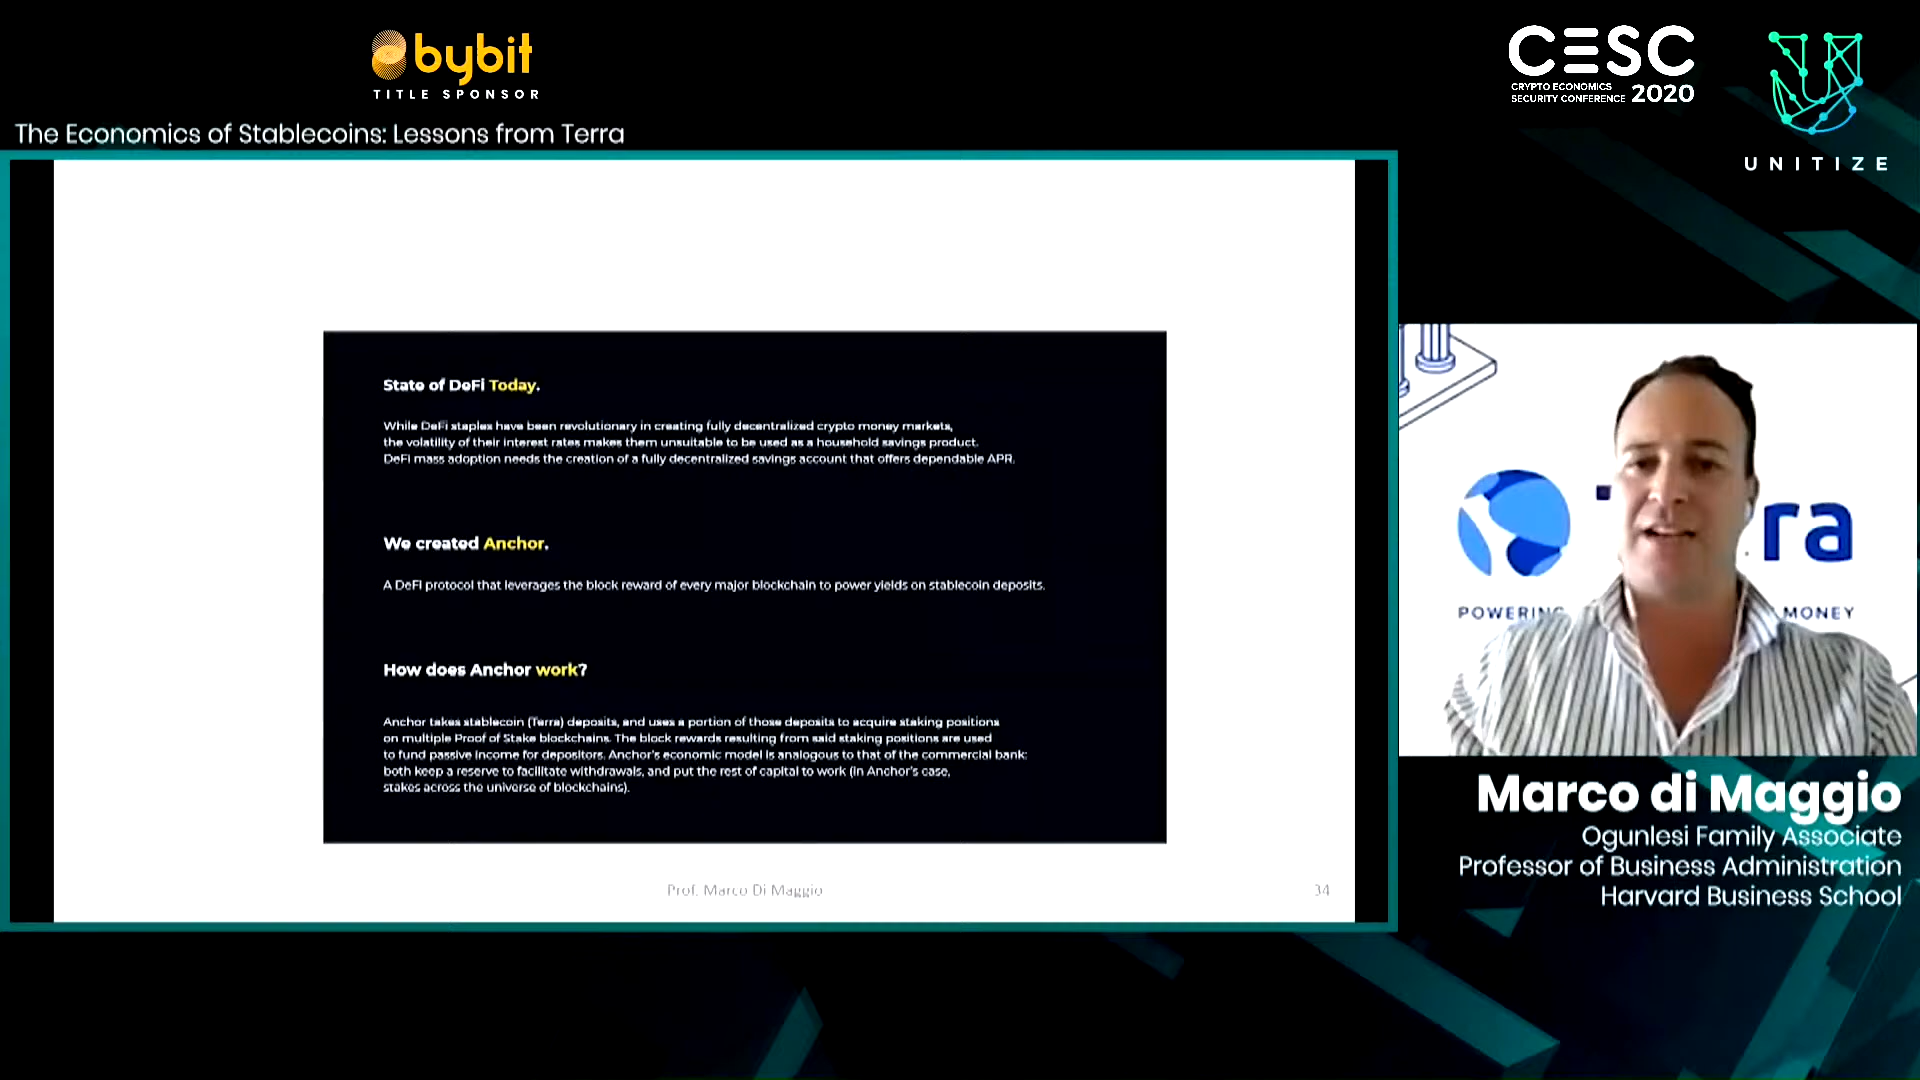 bybit
TITLE SPONSOR
CESC
CRYPTO ECONOMICS
SECURITY CONFERENCE 2020
UNITIZE
The Economics of Stablecoins: Lessons from Terra
State of DeFi Today.
While DeFi staples have been revolutionary in creating fully decentralized crypto money markets,
the volatility of their interest rates makes them unsuitable to be used as a household savings product.
DeFi mass adoption needs the creation of a fully decentralized savings account that offers dependable APR.
We created Anchor.
A DeFi protocol that leverages the block reward of every major blockchain to power yields on stablecoin deposits.
How does Anchor work?
Anchor takes stablecoin (Terra) deposits, and uses a portion of those deposits to acquire staking positions
on multiple Proof of Stake blockchains. The block rewards resulting from said staking positions are used
to fund passive income for depositors. Anchor's economic model is analogous to that of the commercial bank:
both keep a reserve to facilitate withdrawals, and put the rest of capital to work (in Anchor's case,
stakes across the universe of blockchains).
Prof. Marco Di Maggio
34
ra
POWERING MONEY
Marco di Maggio
Ogunlesi Family Associate
Professor of Business Administration
Harvard Business School